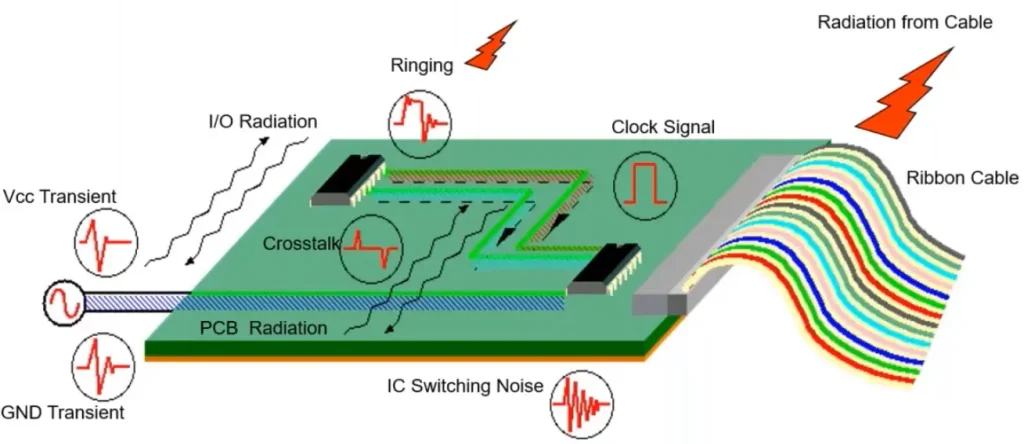 Radiation from Cable
Ringing
I/O Radiation
Clock Signal
Ribbon Cable
Vcc Transient
Crosstalk
PCB Radiation
IC Switching Noise
GND Transient